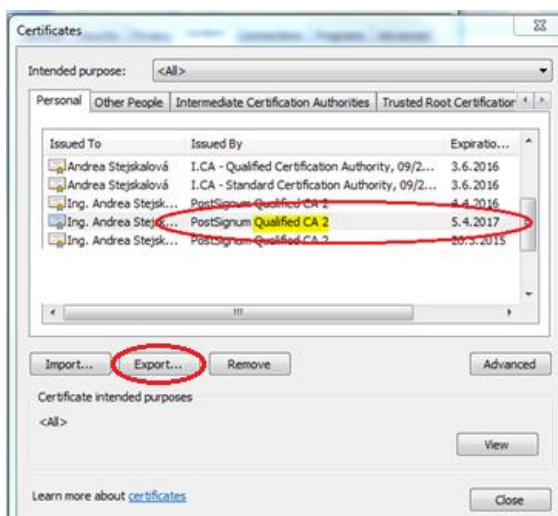 Certificates
Intended purpose: <All>
Personal Other People Intermediate Certification Authorities Trusted Root Certification
Issued To Issued By Expiratio...
Andrea Stejskalová I.CA - Qualified Certification Authority, 09/2... 3.6.2016
Andrea Stejskalová I.CA - Standard Certification Authority, 09/2... 3.6.2016
Ing. Andrea Stejsk... PostSignum Qualified CA 2 4.4.2016
Ing. Andrea Stejsk... PostSignum Qualified CA 2 5.4.2017
Ing. Andrea Stejsk... PostSignum Qualified CA 2 20.3.2015
Import... Export... Remove Advanced
Certificate intended purposes
<All>
View
Learn more about certificates
Close